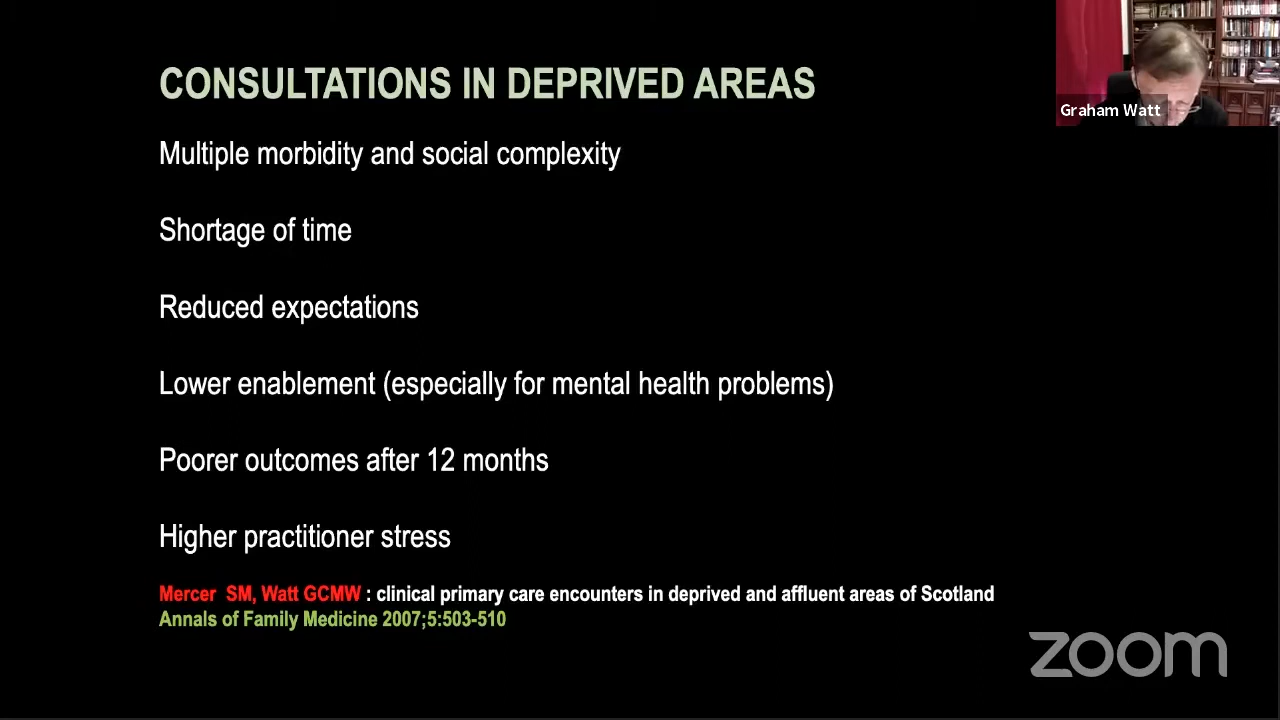 CONSULTATIONS IN DEPRIVED AREAS
Graham Watt
Multiple morbidity and social complexity
Shortage of time
Reduced expectations
Lower enablement (especially for mental health problems)
Poorer outcomes after 12 months
Higher practitioner stress
Mercer SM, Watt GCMW : clinical primary care encounters in deprived and affluent areas of Scotland
Annals of Family Medicine 2007;5:503-510
zoom